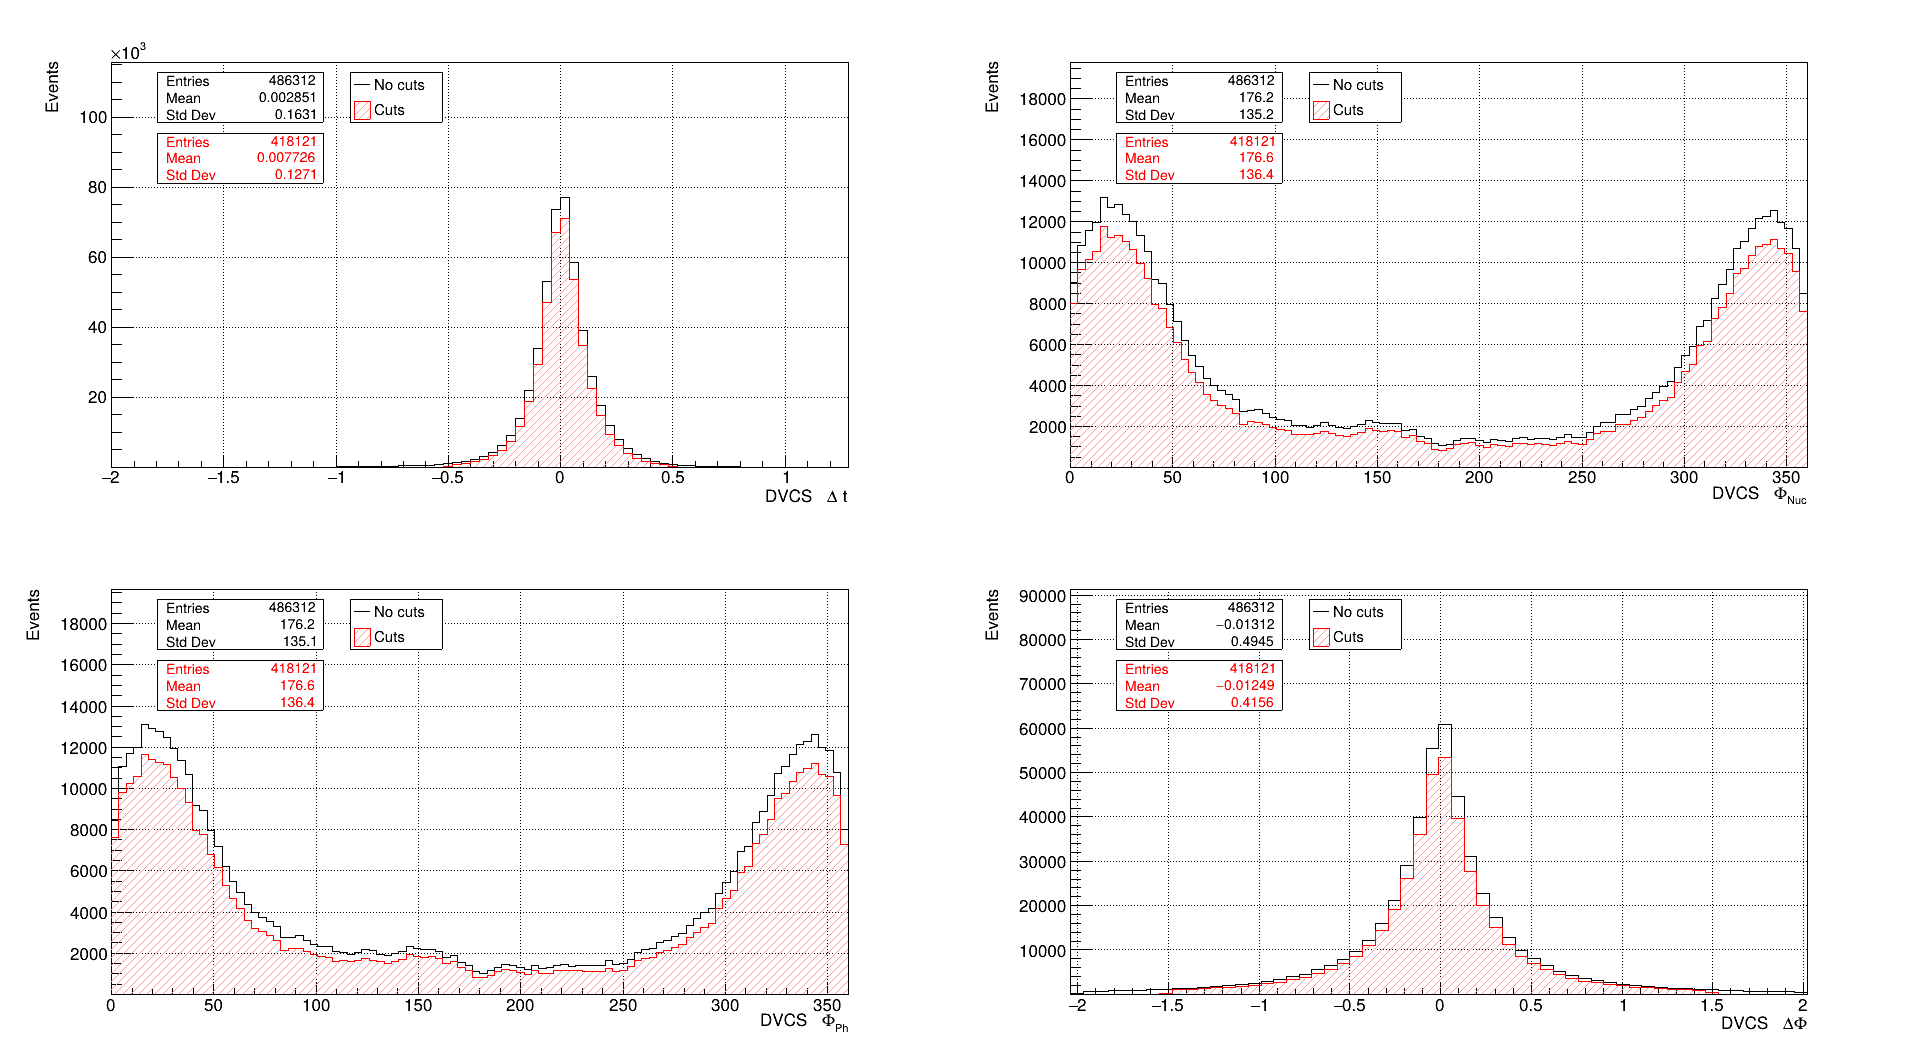 ×10³
Events
100
80
60
40
20
Entries 486312
Mean 0.002851
Std Dev 0.1631
Entries 418121
Mean 0.007726
Std Dev 0.1271
No cuts
Cuts
−2 −1.5 −1 −0.5 0 0.5 1
DVCS Δ t
Events
18000
16000
14000
12000
10000
8000
6000
4000
2000
Entries 486312
Mean 176.2
Std Dev 135.2
Entries 418121
Mean 176.6
Std Dev 136.4
No cuts
Cuts
0 50 100 150 200 250 300 350
DVCS Φ_Nuc
Events
18000
16000
14000
12000
10000
8000
6000
4000
2000
Entries 486312
Mean 176.2
Std Dev 135.1
Entries 418121
Mean 176.6
Std Dev 136.4
No cuts
Cuts
0 50 100 150 200 250 300 350
DVCS Φ_Ph
Events
90000
80000
70000
60000
50000
40000
30000
20000
10000
Entries 486312
Mean −0.01312
Std Dev 0.4945
Entries 418121
Mean −0.01249
Std Dev 0.4156
No cuts
Cuts
−2 −1.5 −1 −0.5 0 0.5 1 1.5 2
DVCS ΔΦ